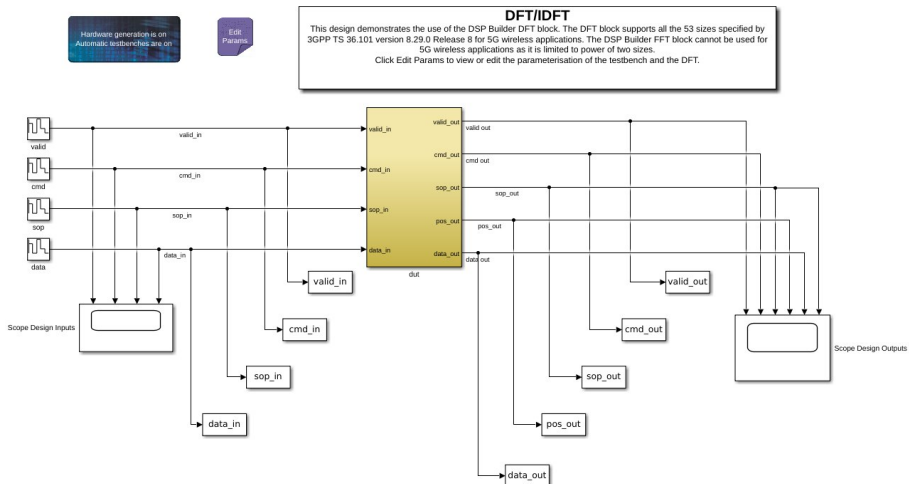 Hardware generation is on
Automatic testbenches are on
Edit
Params
DFT/IDFT
This design demonstrates the use of the DSP Builder DFT block. The DFT block supports all the 53 sizes specified by
3GPP TS 36.101 version 8.29.0 Release 8 for 5G wireless applications. The DSP Builder FFT block cannot be used for
5G wireless applications as it is limited to power of two sizes.
Click Edit Params to view or edit the parameterisation of the testbench and the DFT.
valid
cmd
sop
data
valid_in
cmd_in
sop_in
data_in
valid_in
cmd_in
sop_in
data_in
valid_out
cmd_out
sop_out
pos_out
data_out
dut
valid out
cmd out
sop_out
pos_out
data out
Scope Design Inputs
valid_in
cmd_in
sop_in
data_in
valid_out
cmd_out
sop_out
pos_out
data_out
Scope Design Outputs